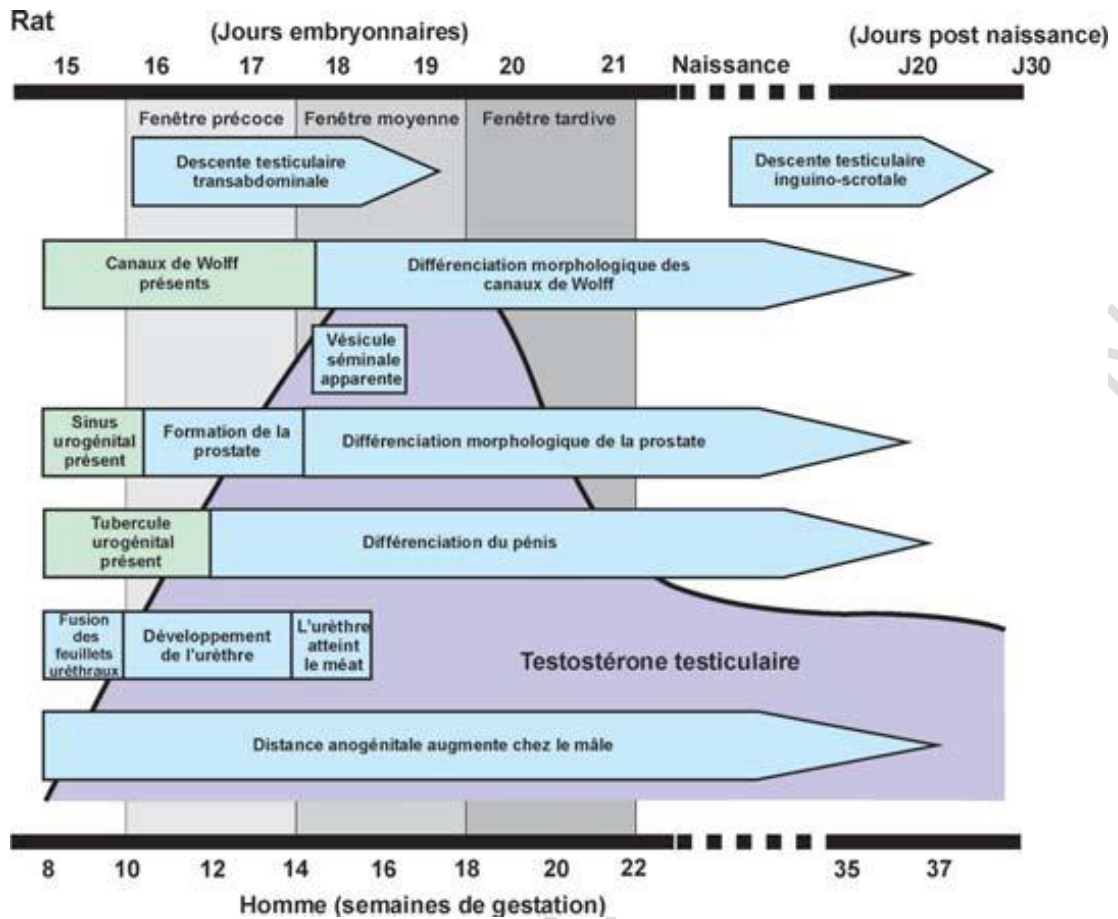 Rat
(Jours embryonnaires)
(Jours post naissance)
15 16 17 18 19 20 21 Naissance J20 J30
Fenêtre précoce Fenêtre moyenne Fenêtre tardive
Descente testiculaire
transabdominale
Descente testiculaire
inguino-scrotale
Canaux de Wolff
présents
Différenciation morphologique des
canaux de Wolff
Vésicule
séminale
apparente
Sinus
urogénital
présent
Formation de la
prostate
Différenciation morphologique de la prostate
Tubercule
urogénital
présent
Différenciation du pénis
Fusion
des
feuillets
uréthraux
Développement
de l'urèthre
L'urèthre
atteint
le méat
Testostérone testiculaire
Distance anogénitale augmente chez le mâle
8 10 12 14 16 18 20 22 35 37
Homme (semaines de gestation)